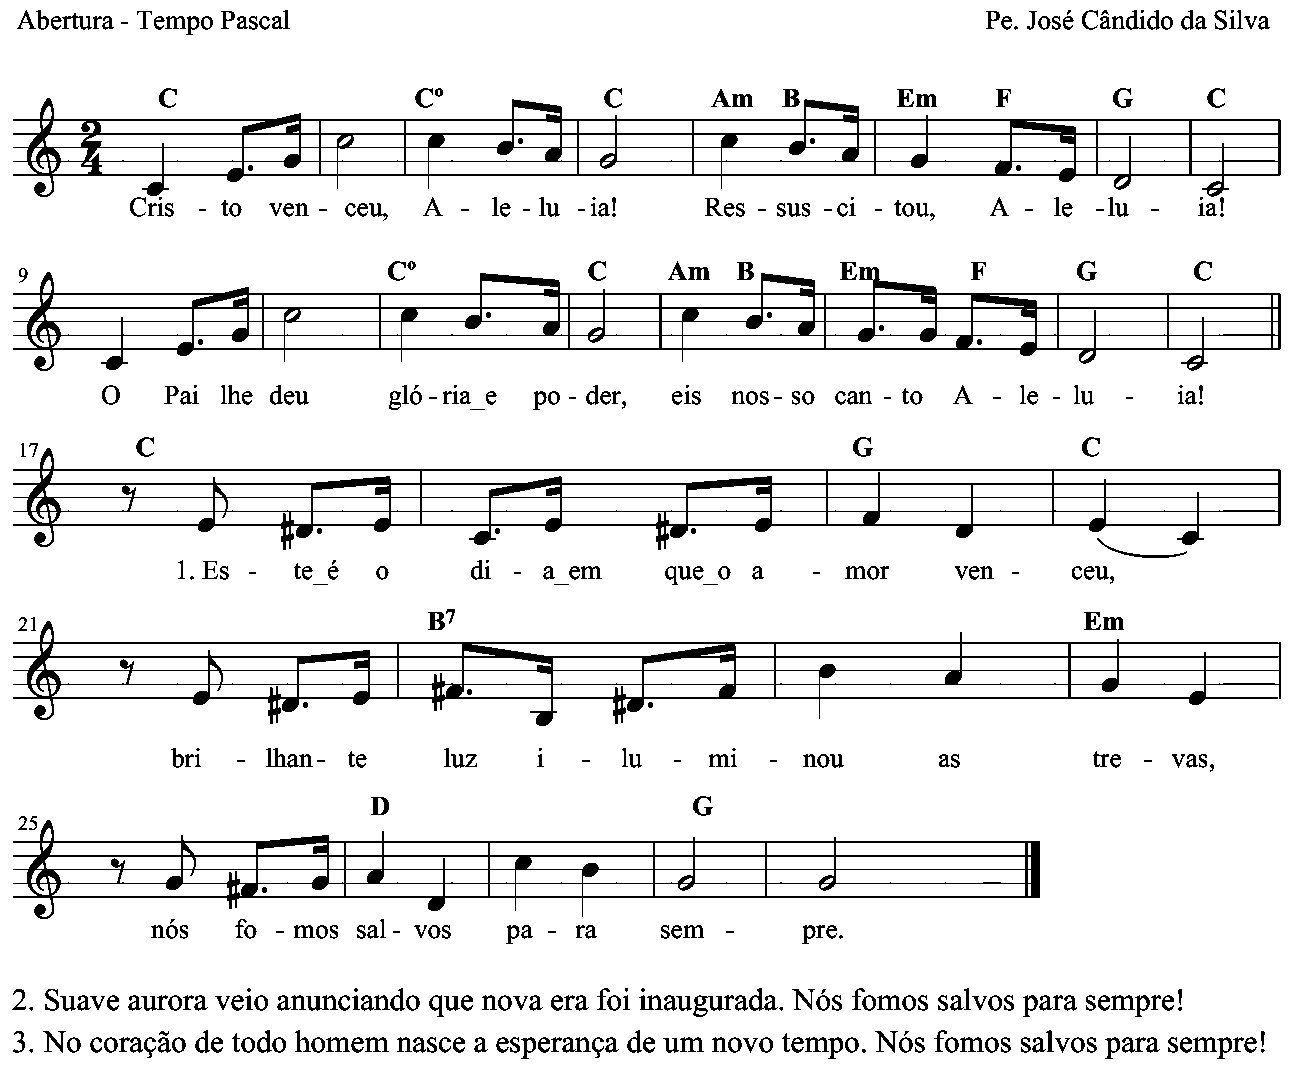 Abertura - Tempo Pascal Pe. José Cândido da Silva
C Cº C Am B Em F G C
2
4
Cris - to ven - ceu, A - le - lu - ia! Res - sus - ci - tou, A - le - lu - ia!
9 Cº C Am B Em F G C
O Pai lhe deu gló - ria_e po - der, eis nos - so can - to A - le - lu - ia!
17 C G C
1. Es - te_é o di - a_em que_o a - mor ven - ceu,
21 B7 Em
bri - lhan - te luz i - lu - mi - nou as tre - vas,
25 D G
nós fo - mos sal - vos pa - ra sem - pre.
2. Suave aurora veio anunciando que nova era foi inaugurada. Nós fomos salvos para sempre!
3. No coração de todo homem nasce a esperança de um novo tempo. Nós fomos salvos para sempre!